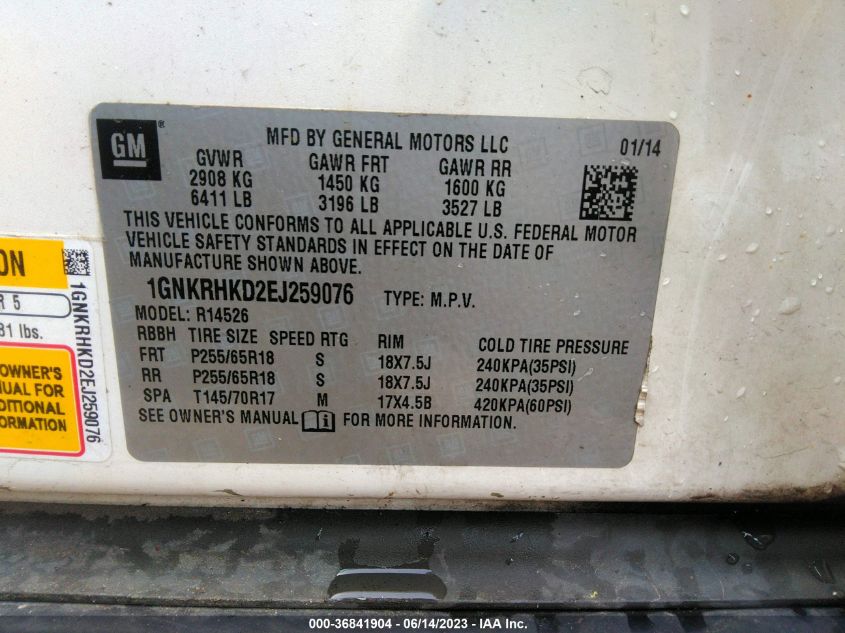 GM®
MFD BY GENERAL MOTORS LLC 01/14
GVWR GAWR FRT GAWR RR
2908 KG 1450 KG 1600 KG
6411 LB 3196 LB 3527 LB
THIS VEHICLE CONFORMS TO ALL APPLICABLE U.S. FEDERAL MOTOR
VEHICLE SAFETY STANDARDS IN EFFECT ON THE DATE OF
MANUFACTURE SHOWN ABOVE.
1GNKRHKD2EJ259076 TYPE: M.P.V.
MODEL: R14526
RBBH TIRE SIZE SPEED RTG RIM COLD TIRE PRESSURE
FRT P255/65R18 S 18X7.5J 240KPA(35PSI)
RR P255/65R18 S 18X7.5J 240KPA(35PSI)
SPA T145/70R17 M 17X4.5B 420KPA(60PSI)
SEE OWNER'S MANUAL FOR MORE INFORMATION.
R 5
lbs.
OWNER'S
FOR
INFORMATION
1GNKRHKD2EJ259076
000-36841904 - 06/14/2023 - IAA Inc.